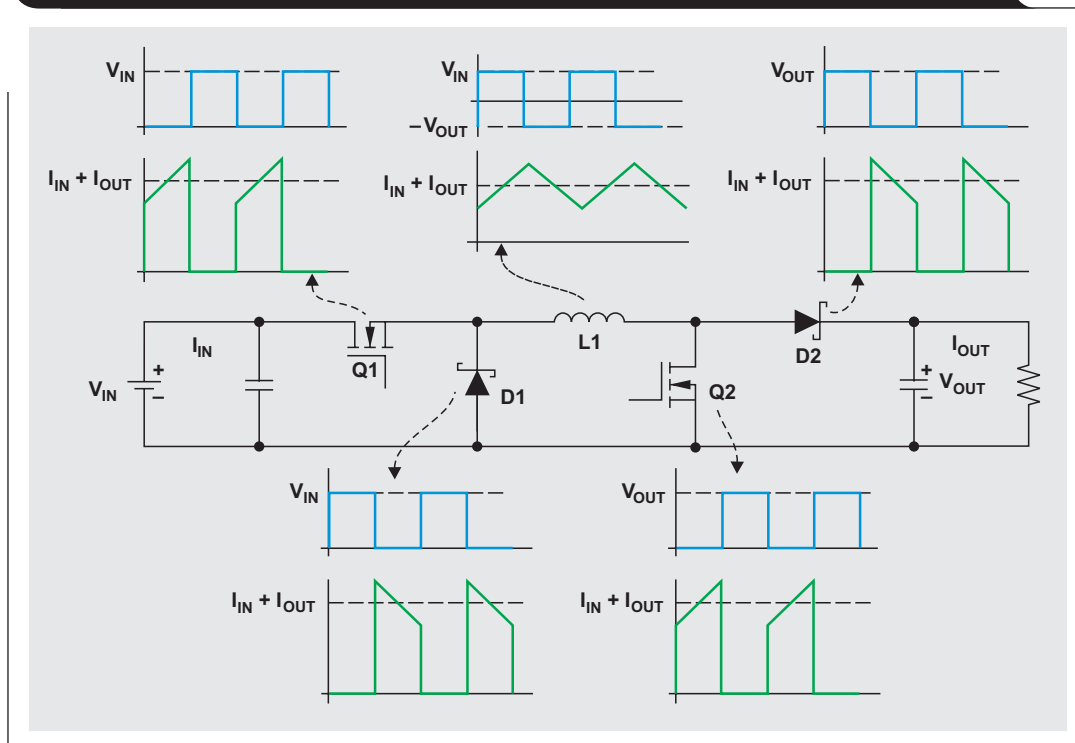 V_IN
V_IN
–V_OUT
V_OUT
I_IN + I_OUT
I_IN + I_OUT
I_IN + I_OUT
I_IN
Q1
L1
D2
I_OUT
V_IN
+
–
D1
Q2
+
–
V_OUT
V_IN
V_OUT
I_IN + I_OUT
I_IN + I_OUT